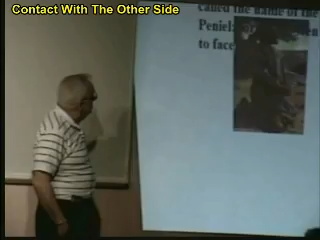 Contact With The Other Side
called the name of the
Peniel:
to face